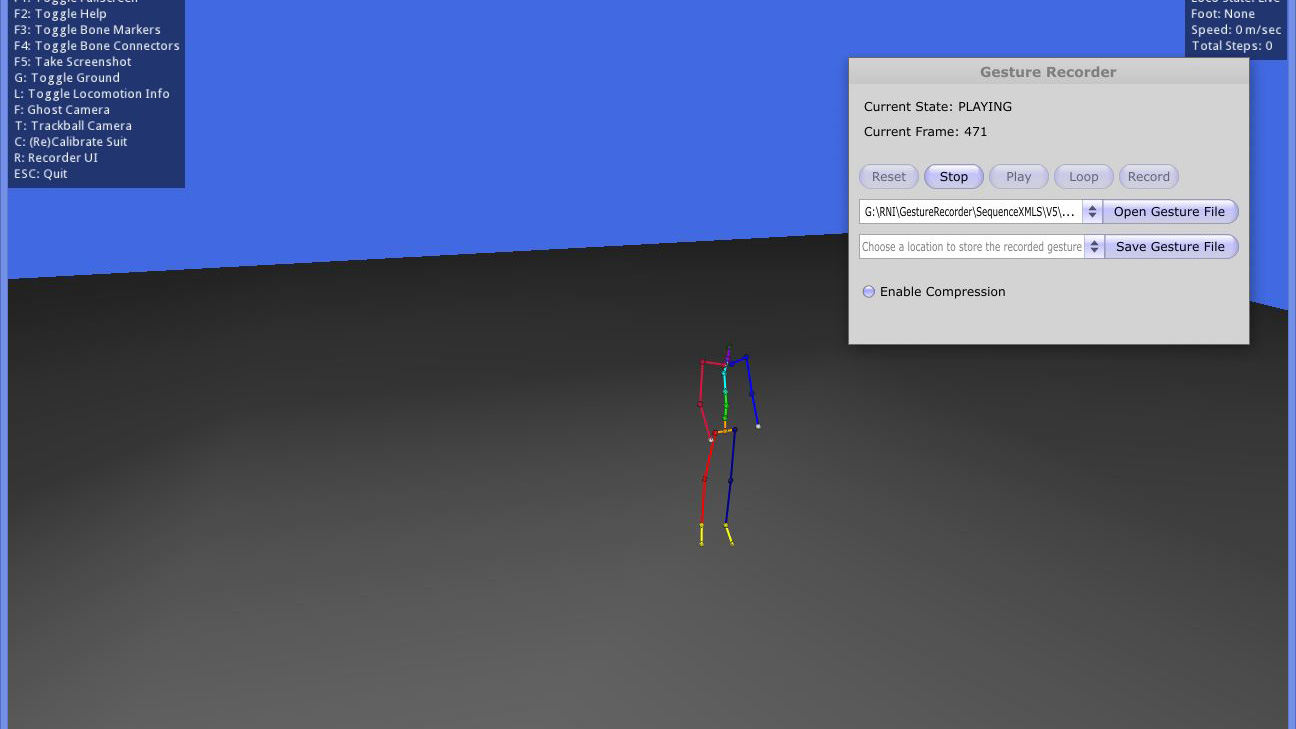 F1: Toggle Fullscreen
F2: Toggle Help
F3: Toggle Bone Markers
F4: Toggle Bone Connectors
F5: Take Screenshot
G: Toggle Ground
L: Toggle Locomotion Info
F: Ghost Camera
T: Trackball Camera
C: (Re)Calibrate Suit
R: Recorder UI
ESC: Quit
Loco State: Live
Foot: None
Speed: 0 m/sec
Total Steps: 0
Gesture Recorder
Current State: PLAYING
Current Frame: 471
Reset Stop Play Loop Record
G:\RNI\GestureRecorder\SequenceXMLS\V5\... Open Gesture File
Choose a location to store the recorded gesture Save Gesture File
Enable Compression